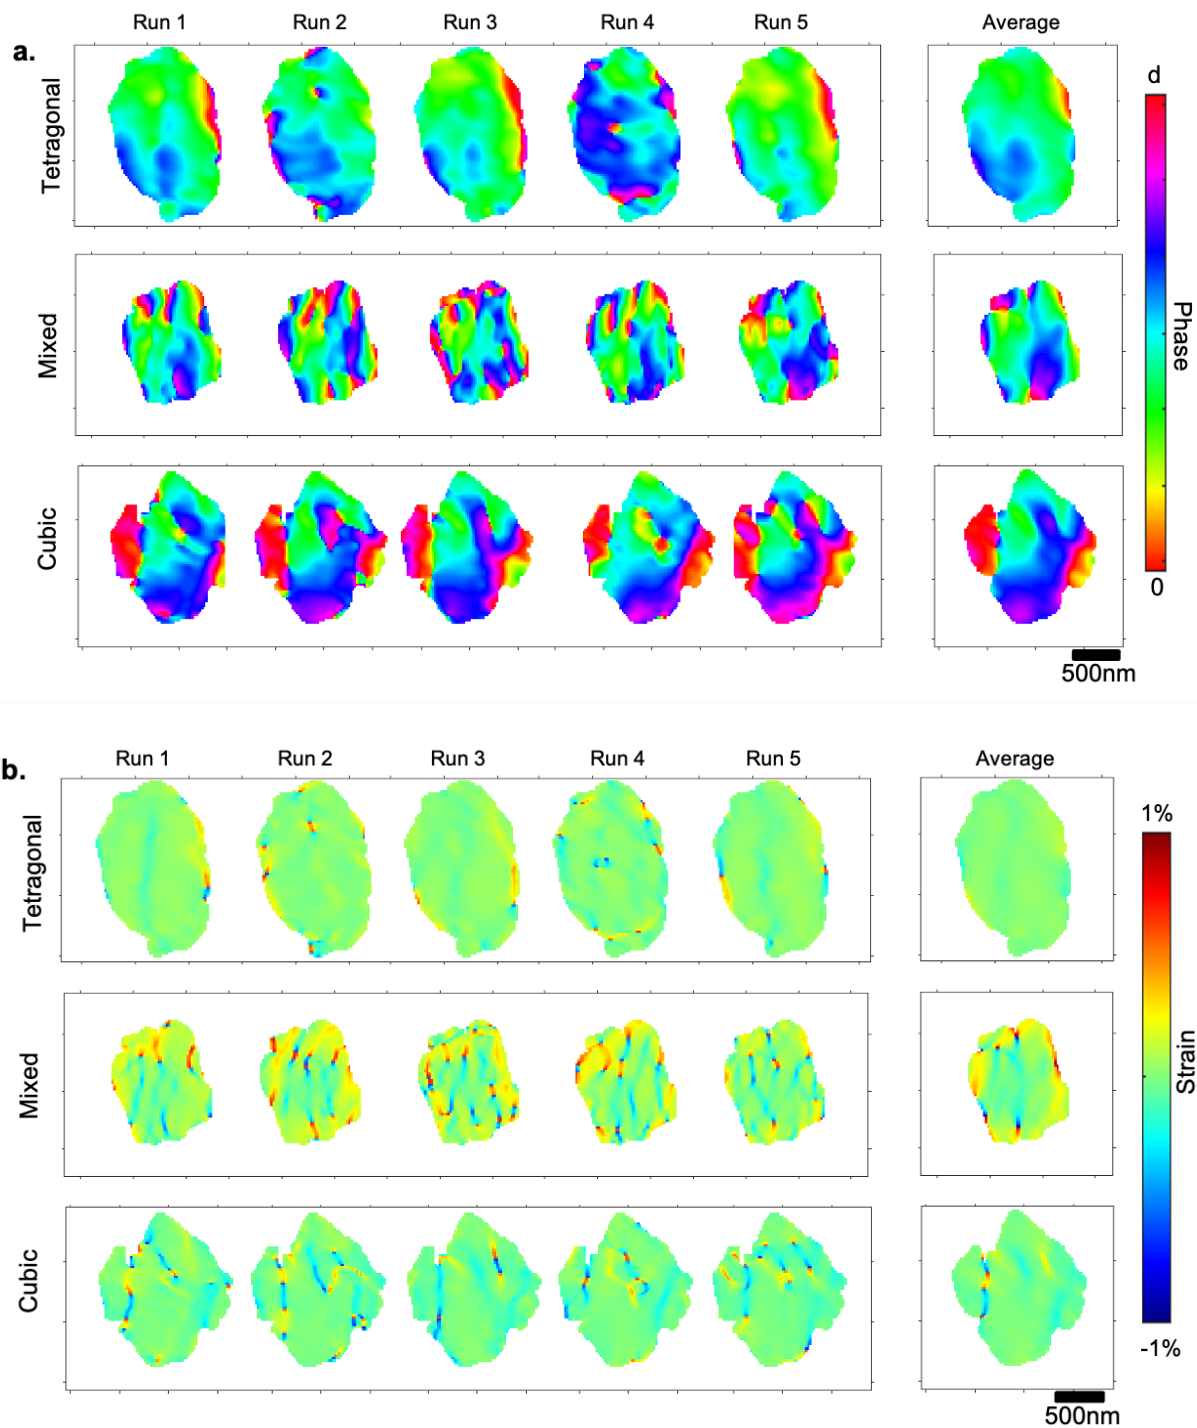 Run 1 Run 2 Run 3 Run 4 Run 5 Average
a.
Tetragonal
d
Mixed
Phase
Cubic
0
500nm
Run 1 Run 2 Run 3 Run 4 Run 5 Average
b.
1%
Tetragonal
Mixed
Strain
Cubic
-1%
500nm